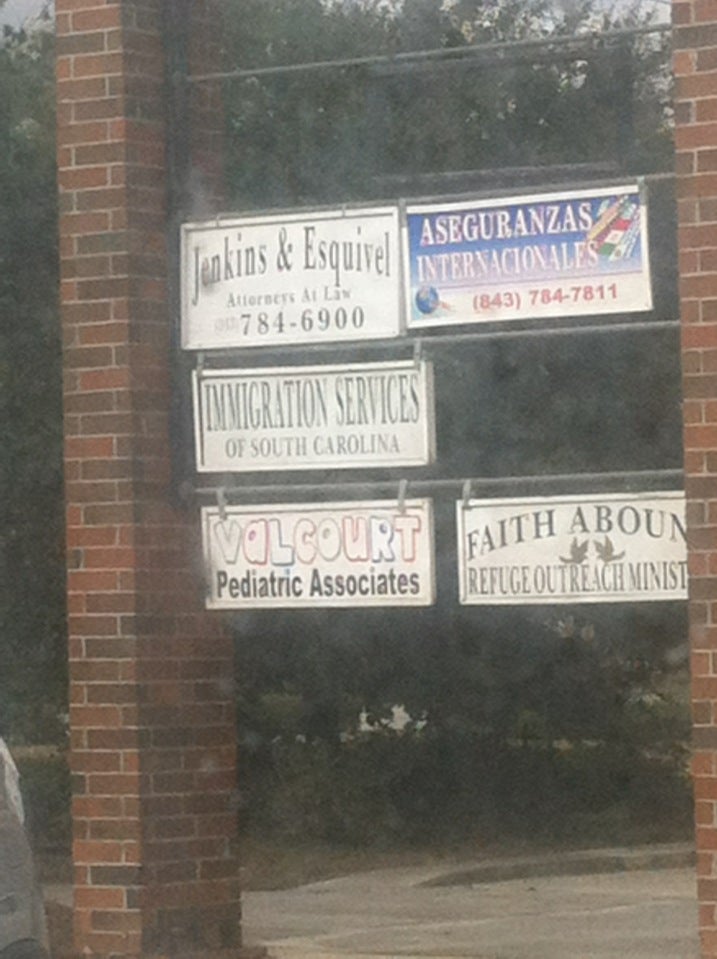 Jenkins & Esquivel
Attorneys At Law
(843) 784-6900
ASEGURANZAS
INTERNACIONALES
(843) 784-7811
IMMIGRATION SERVICES
OF SOUTH CAROLINA
VALCOURT
Pediatric Associates
FAITH ABOUN
REFUGE OUTREACH MINIST